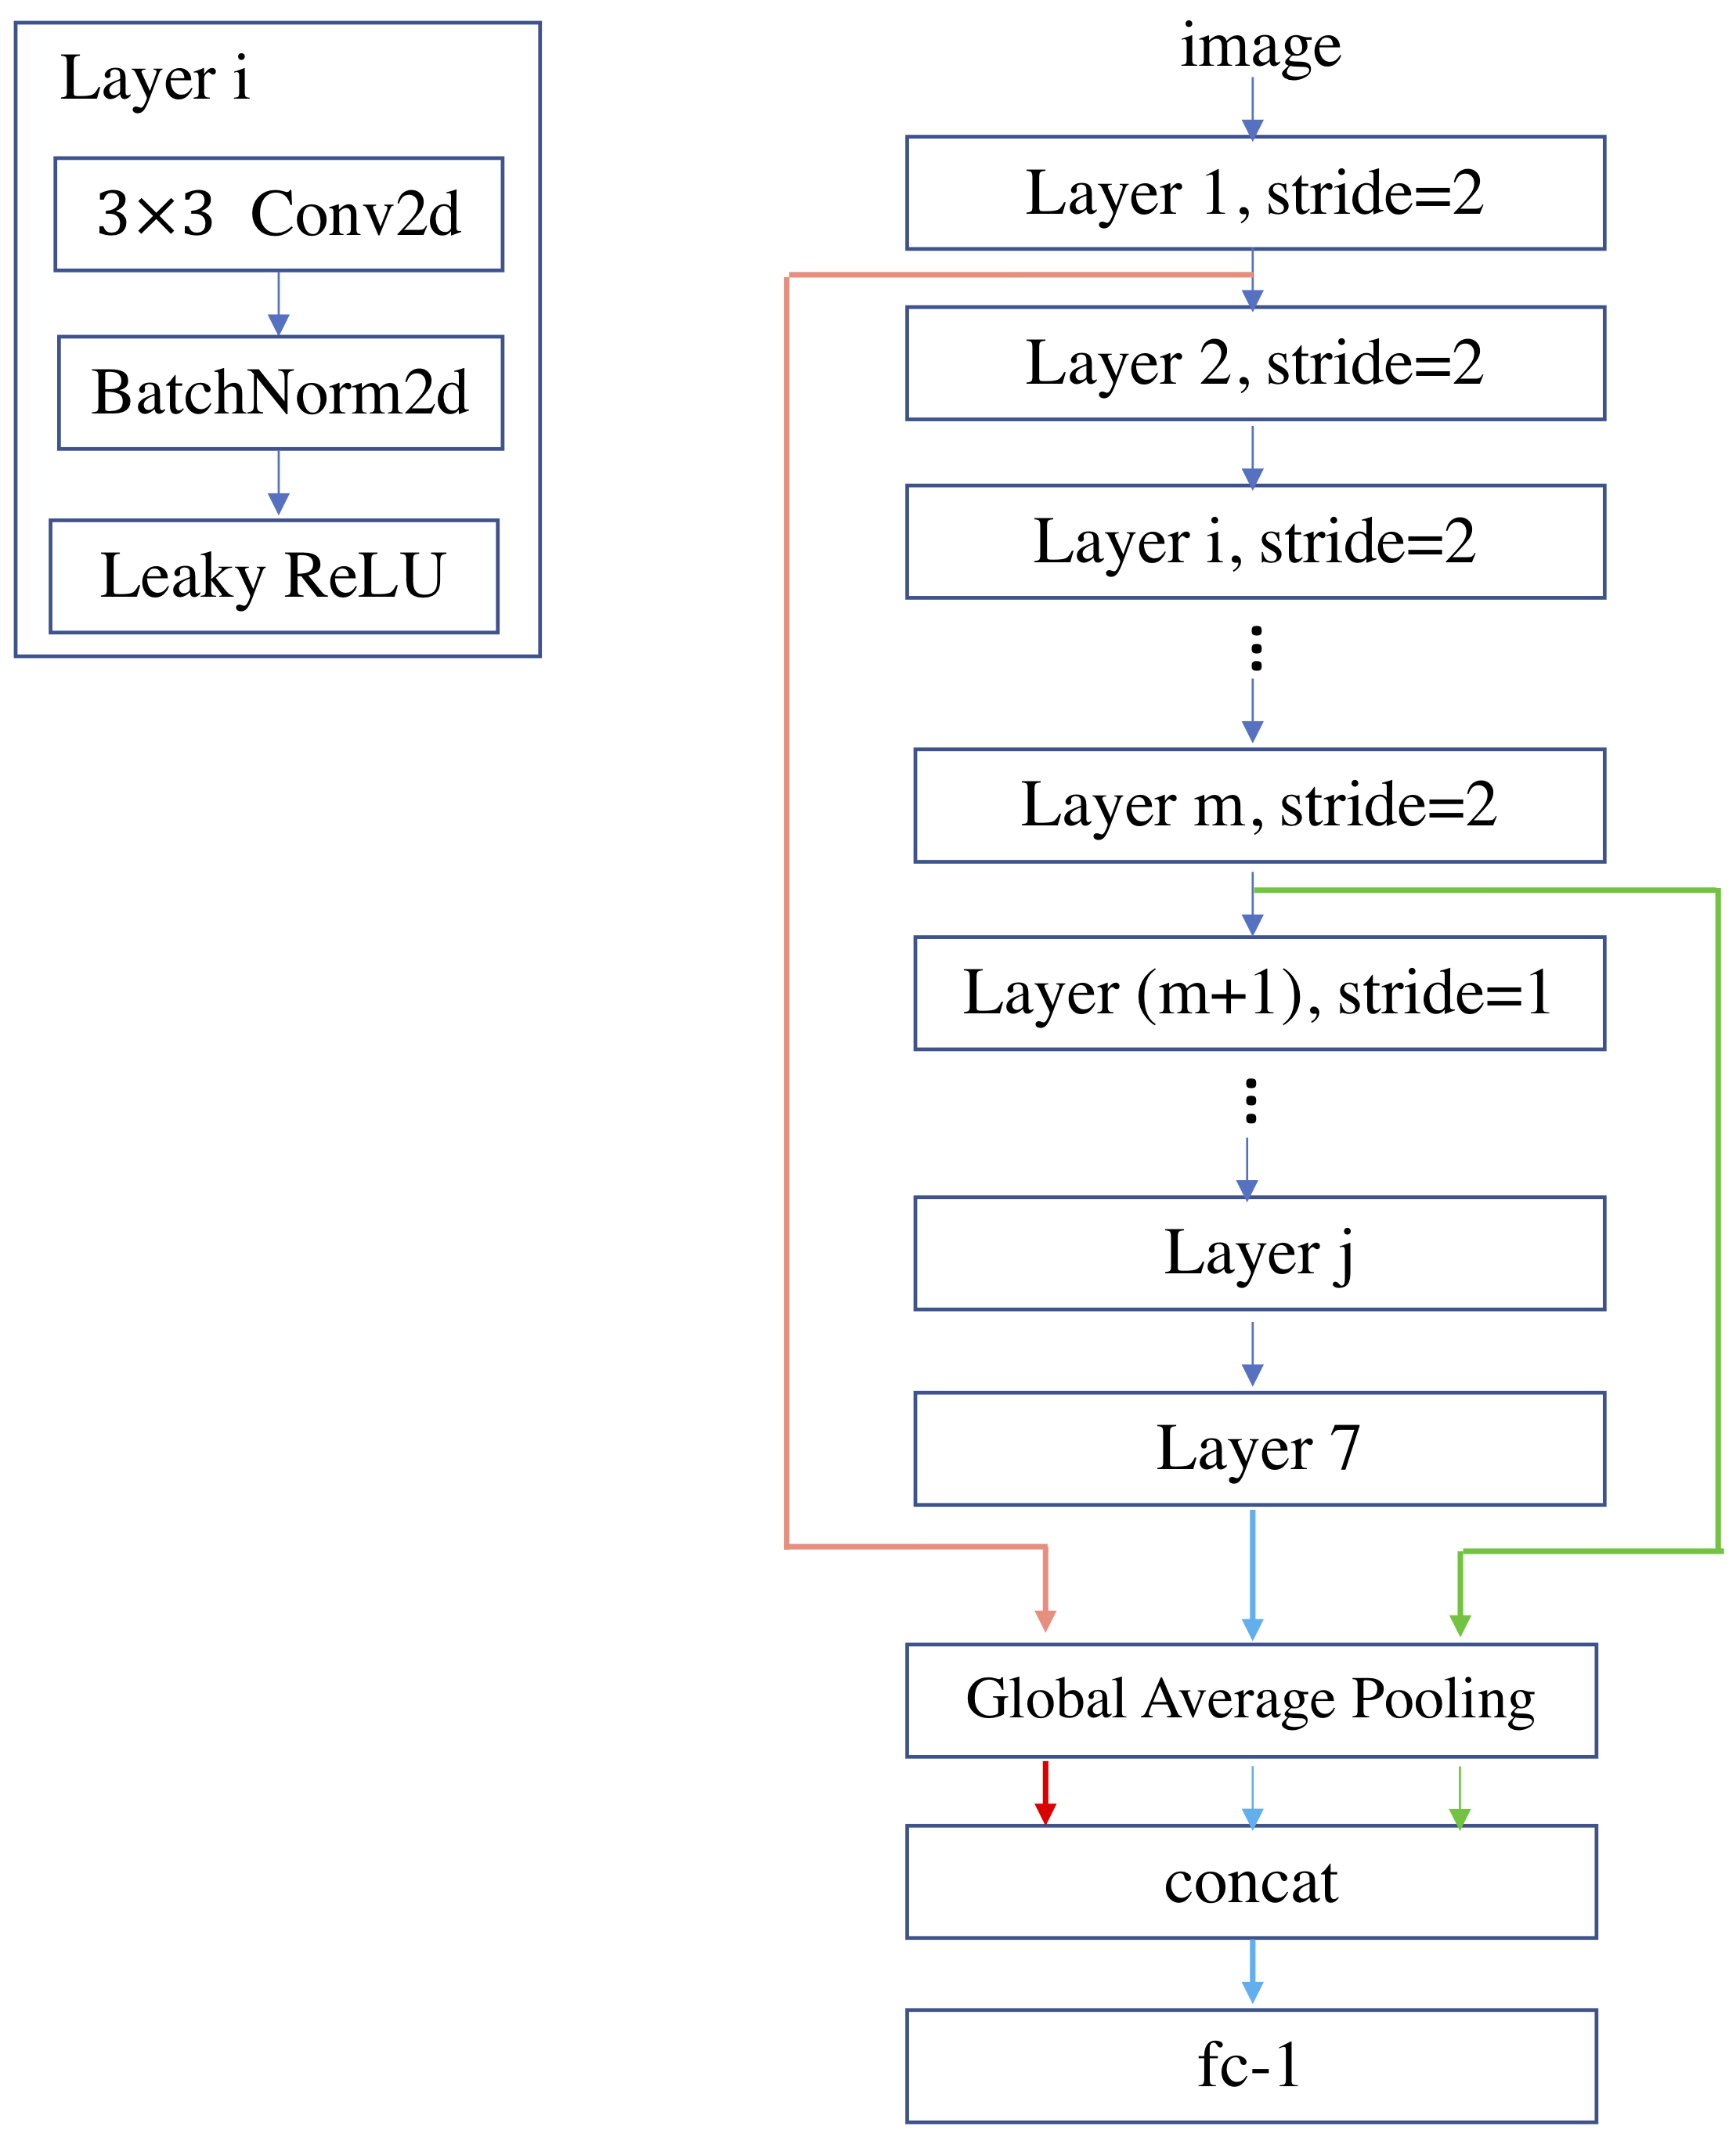 Layer i
3×3 Conv2d
BatchNorm2d
Leaky ReLU
image
Layer 1, stride=2
Layer 2, stride=2
Layer i, stride=2
Layer m, stride=2
Layer (m+1), stride=1
Layer j
Layer 7
Global Average Pooling
concat
fc-1